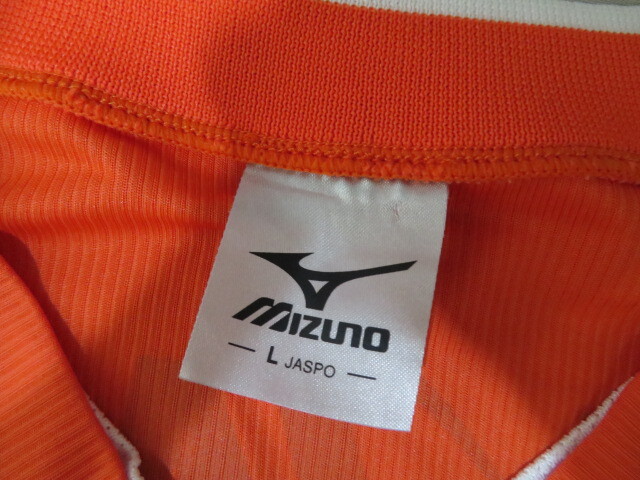 MIZUNO
— L JASPO —